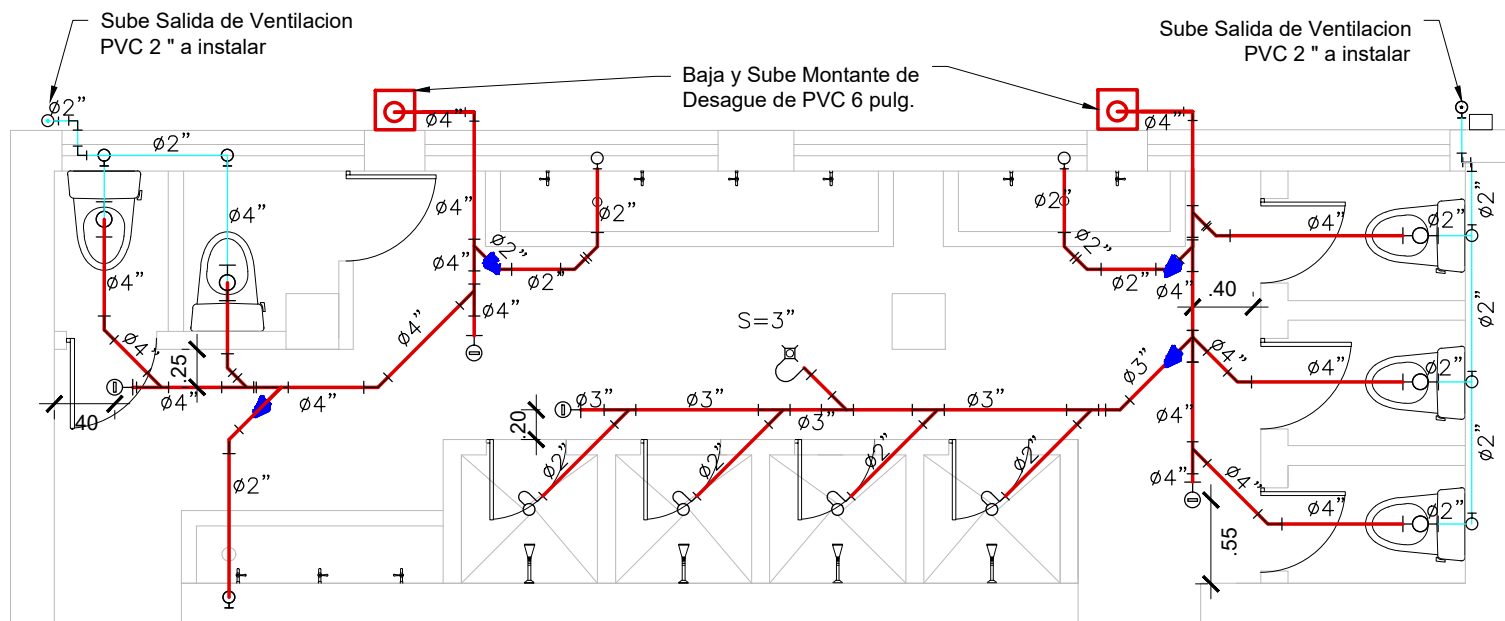 Sube Salida de Ventilacion
PVC 2 " a instalar
Baja y Sube Montante de
Desague de PVC 6 pulg.
Sube Salida de Ventilacion
PVC 2 " a instalar
ø2"
ø2"
ø4"
ø4"
ø4"
ø4"
ø4"
ø4"
ø4"
ø4"
ø4"
ø4"
ø2"
ø2"
ø2"
.25
.40
ø2"
S=3"
ø3"
ø3"
ø3"
ø3"
ø3"
.20
ø2"
ø2"
ø2"
ø2"
ø4"
ø2"
ø2"
ø2"
ø4"
.40
ø4"
ø2"
ø2"
ø4"
ø4"
ø2"
ø2"
ø4"
ø4"
ø4"
ø4"
ø2"
ø2"
.55